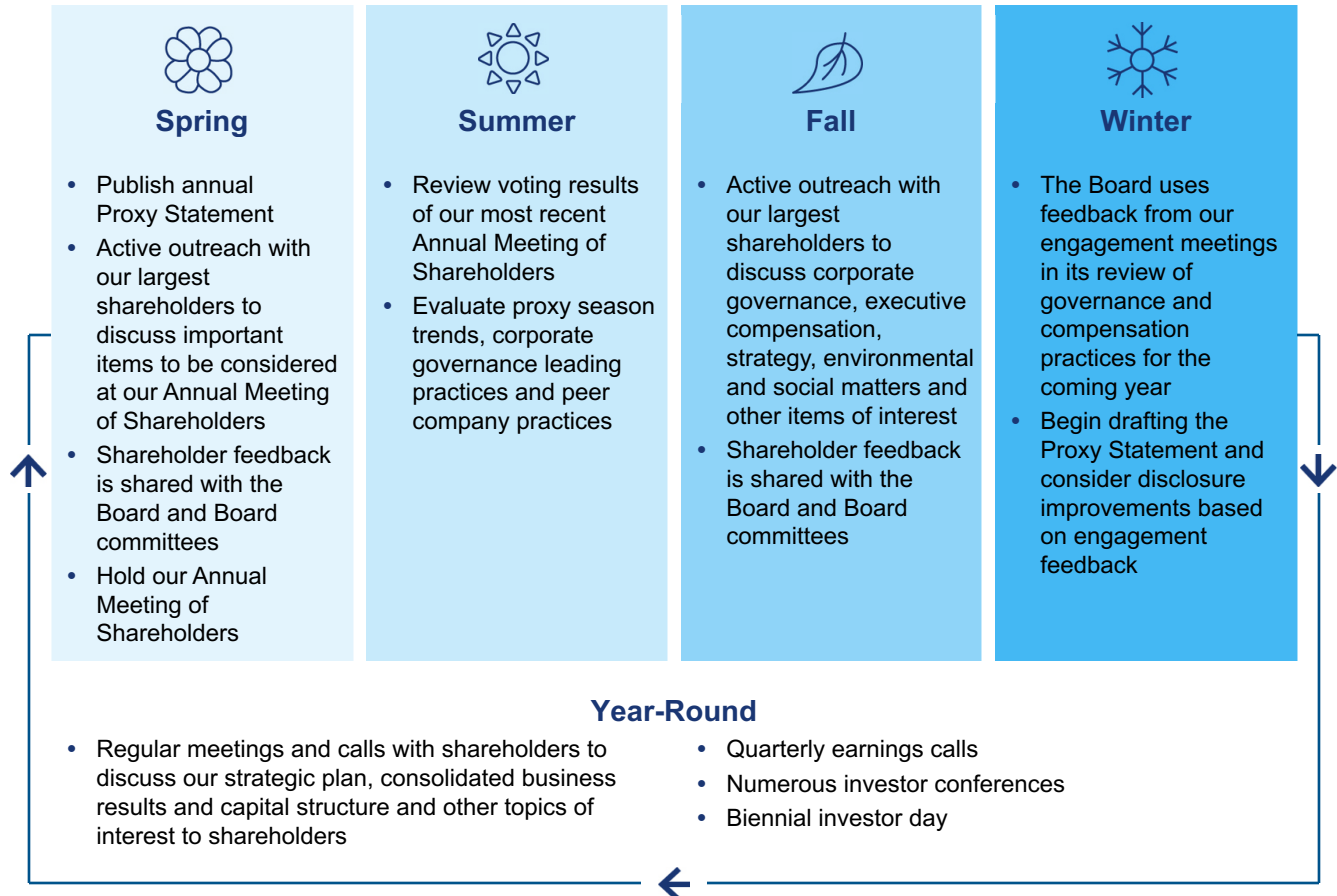 Spring
• Publish annual
Proxy Statement
• Active outreach with
our largest
shareholders to
discuss important
items to be considered
at our Annual Meeting
of Shareholders
• Shareholder feedback
is shared with the
Board and Board
committees
• Hold our Annual
Meeting of
Shareholders
Summer
• Review voting results
of our most recent
Annual Meeting of
Shareholders
• Evaluate proxy season
trends, corporate
governance leading
practices and peer
company practices
Fall
• Active outreach with
our largest
shareholders to
discuss corporate
governance, executive
compensation,
strategy, environmental
and social matters and
other items of interest
• Shareholder feedback
is shared with the
Board and Board
committees
Winter
• The Board uses
feedback from our
engagement meetings
in its review of
governance and
compensation
practices for the
coming year
• Begin drafting the
Proxy Statement and
consider disclosure
improvements based
on engagement
feedback
Year-Round
• Regular meetings and calls with shareholders to
discuss our strategic plan, consolidated business
results and capital structure and other topics of
interest to shareholders
• Quarterly earnings calls
• Numerous investor conferences
• Biennial investor day